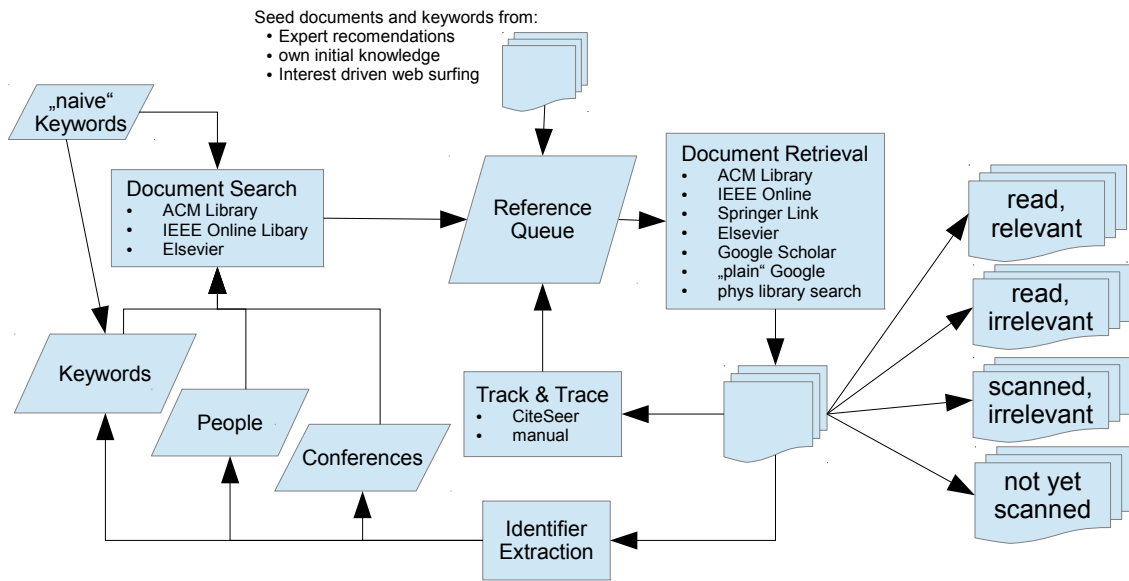 Seed documents and keywords from:
• Expert recomendations
• own initial knowledge
• Interest driven web surfing
„naive“
Keywords
Document Search
• ACM Library
• IEEE Online Libary
• Elsevier
Reference
Queue
Document Retrieval
• ACM Library
• IEEE Online
• Springer Link
• Elsevier
• Google Scholar
• „plain“ Google
• phys library search
read,
relevant
read,
irrelevant
scanned,
irrelevant
not yet
scanned
Keywords
People
Conferences
Track & Trace
• CiteSeer
• manual
Identifier
Extraction